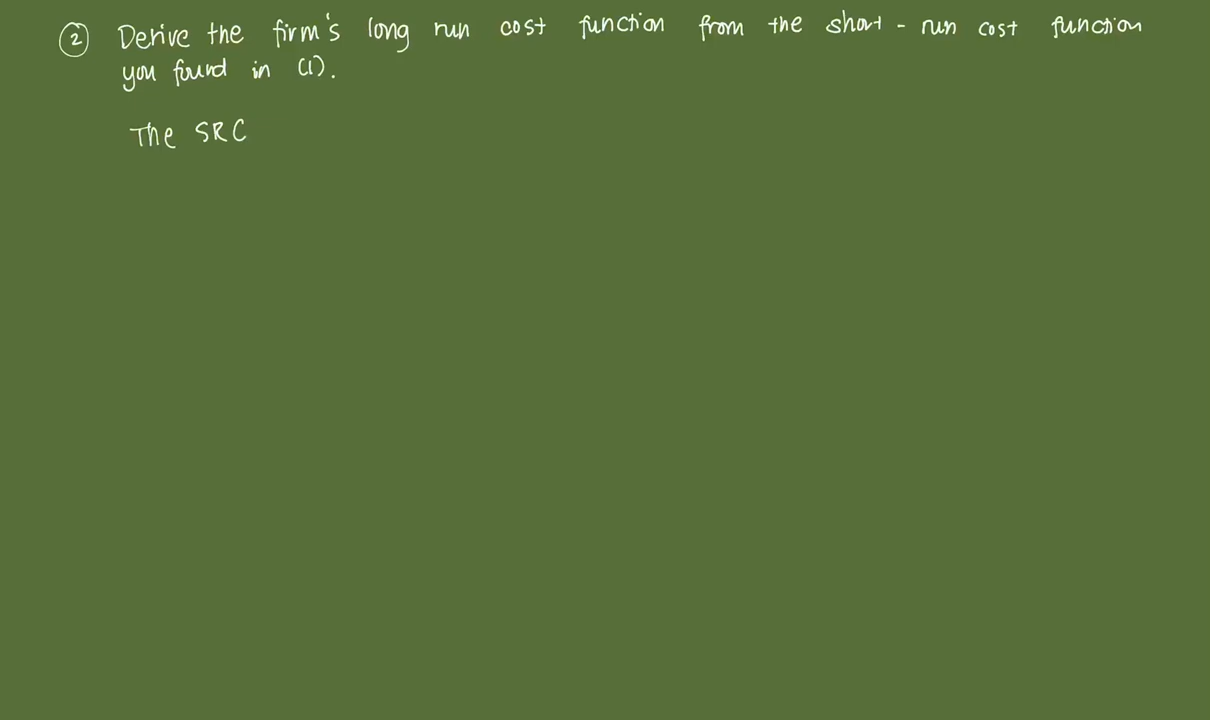 ② Derive the firm's long run cost function from the short - run cost function
you found in (1).
The SRC